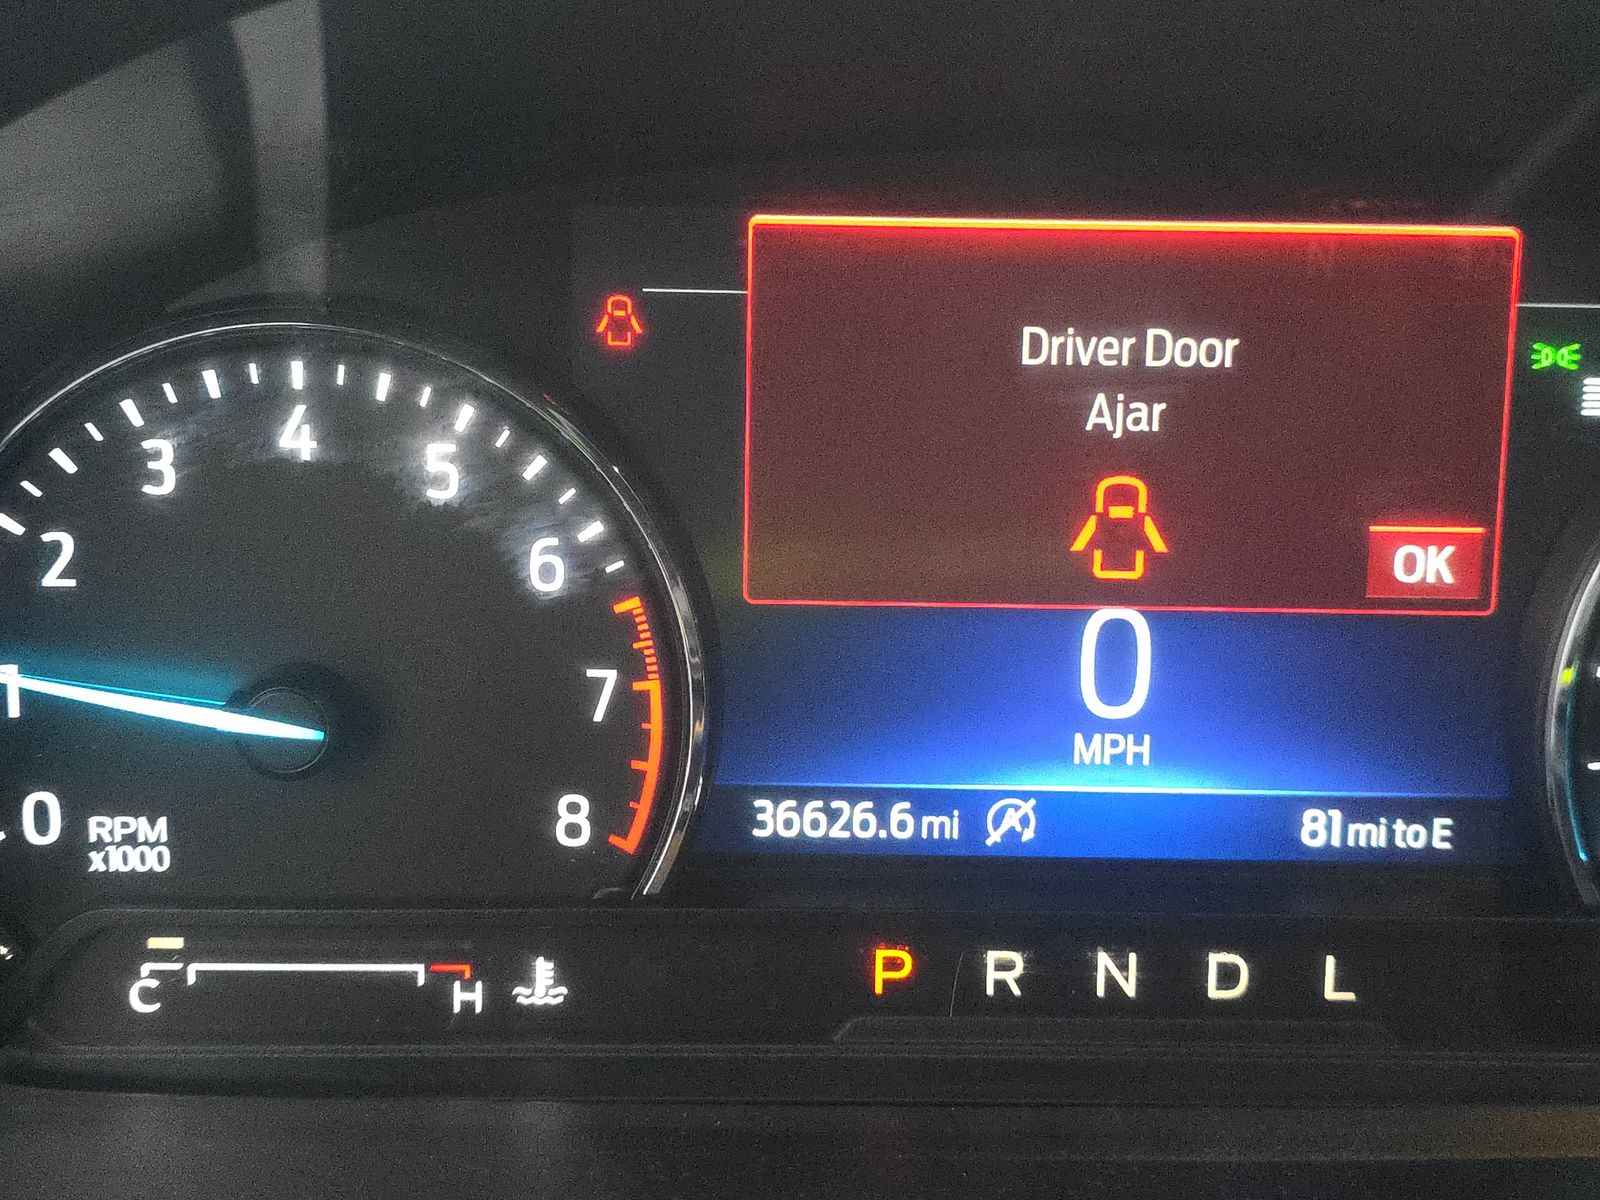 Driver Door
Ajar
OK
0
MPH
36626.6 mi
81 mi to E
0
1
2
3
4
5
6
7
8
RPM
x1000
C
H
P R N D L